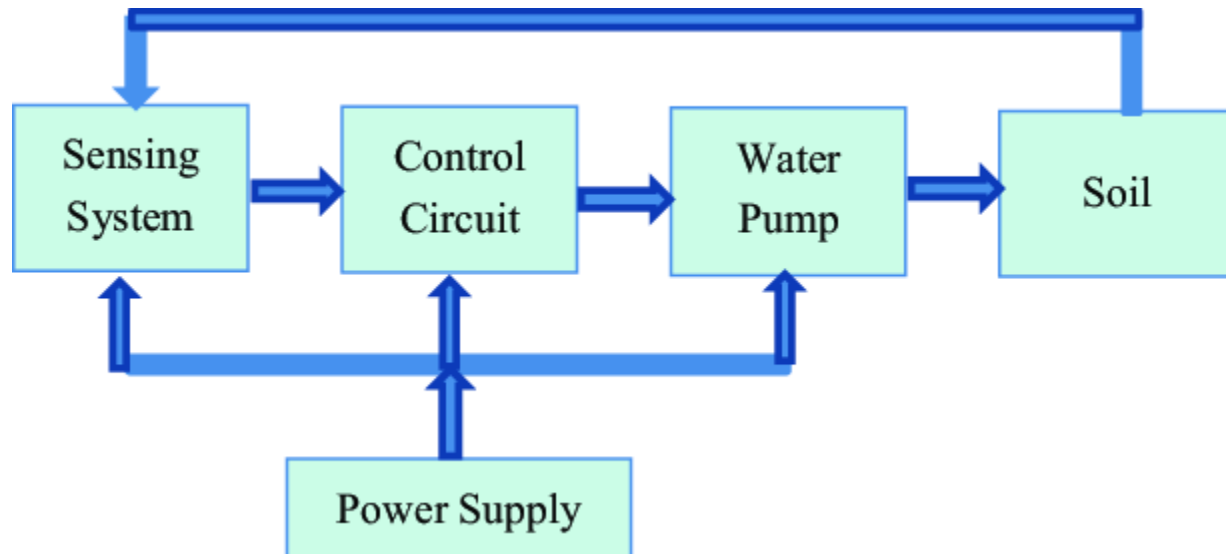 Sensing
System
Control
Circuit
Water
Pump
Soil
Power Supply